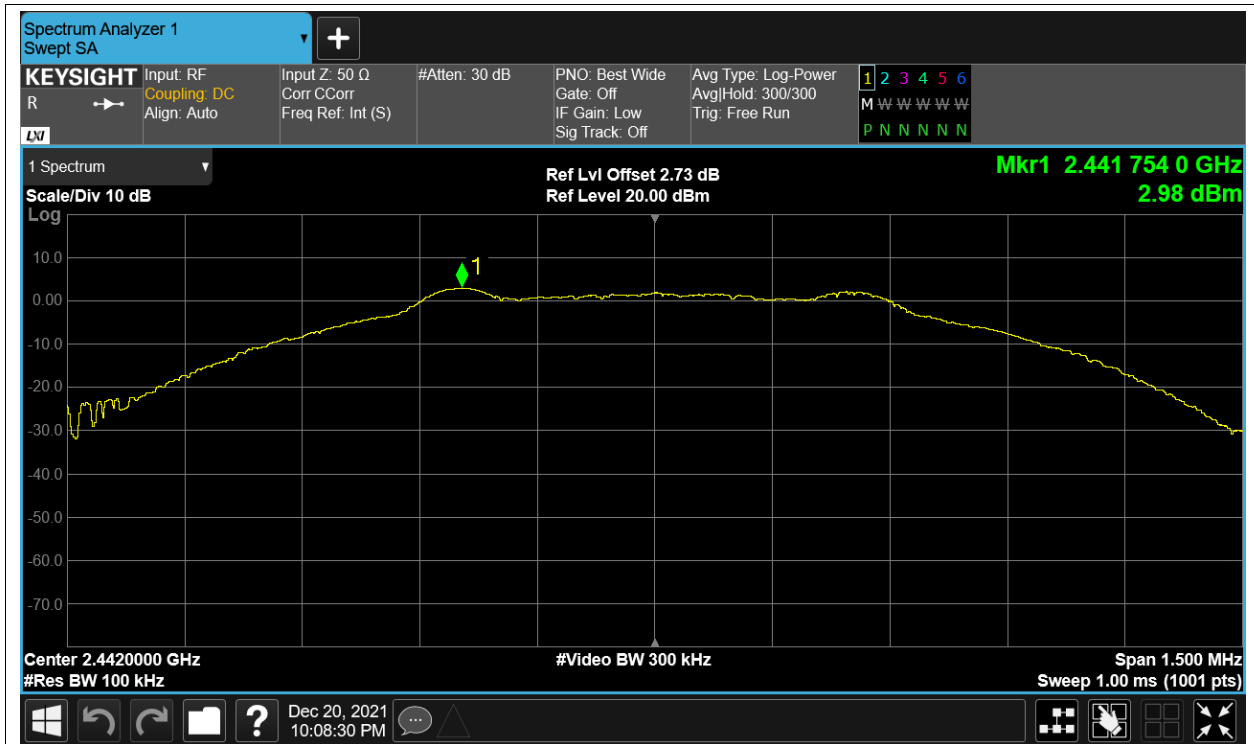 Spectrum Analyzer 1
Swept SA
KEYSIGHT
R
LXI
Input: RF
Coupling: DC
Align: Auto
Input Z: 50 Ω
Corr CCorr
Freq Ref: Int (S)
#Atten: 30 dB
PNO: Best Wide
Gate: Off
IF Gain: Low
Sig Track: Off
Avg Type: Log-Power
Avg|Hold: 300/300
Trig: Free Run
1 2 3 4 5 6
M W W W W W
P N N N N N
1 Spectrum
Scale/Div 10 dB
Log
Ref Lvl Offset 2.73 dB
Ref Level 20.00 dBm
Mkr1 2.441 754 0 GHz
2.98 dBm
10.0
1
0.00
-10.0
-20.0
-30.0
-40.0
-50.0
-60.0
-70.0
Center 2.4420000 GHz
#Res BW 100 kHz
#Video BW 300 kHz
Span 1.500 MHz
Sweep 1.00 ms (1001 pts)
?
Dec 20, 2021
10:08:30 PM